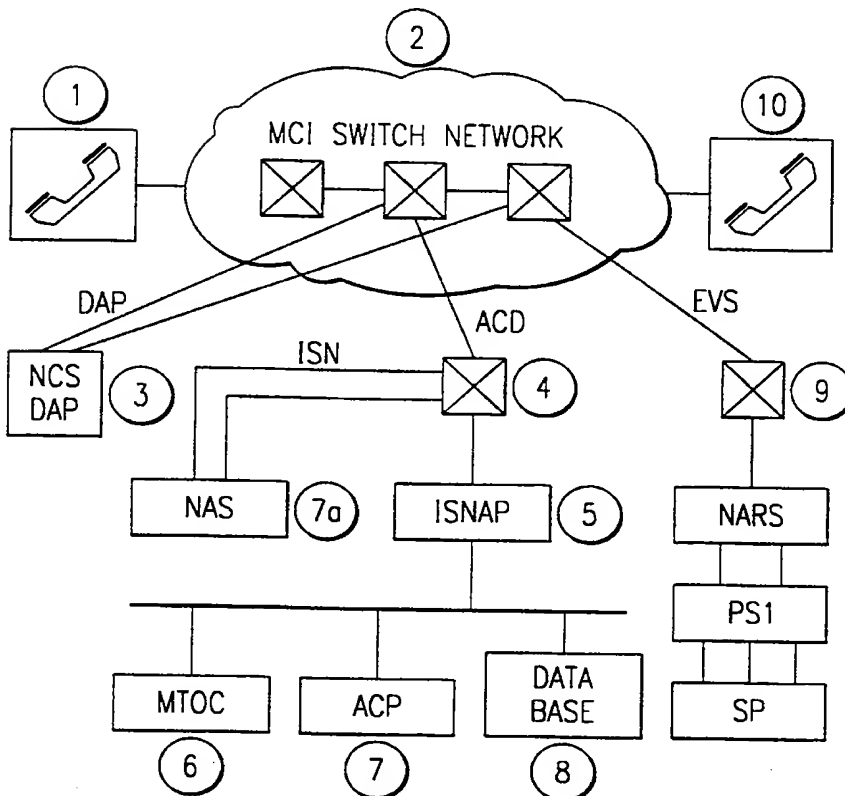 2
1
10
MCI SWITCH NETWORK
DAP
ACD
EVS
ISN
NCS
DAP
3
4
9
NAS
7a
ISNAP
5
NARS
PS1
MTOC
ACP
DATA
BASE
SP
6
7
8